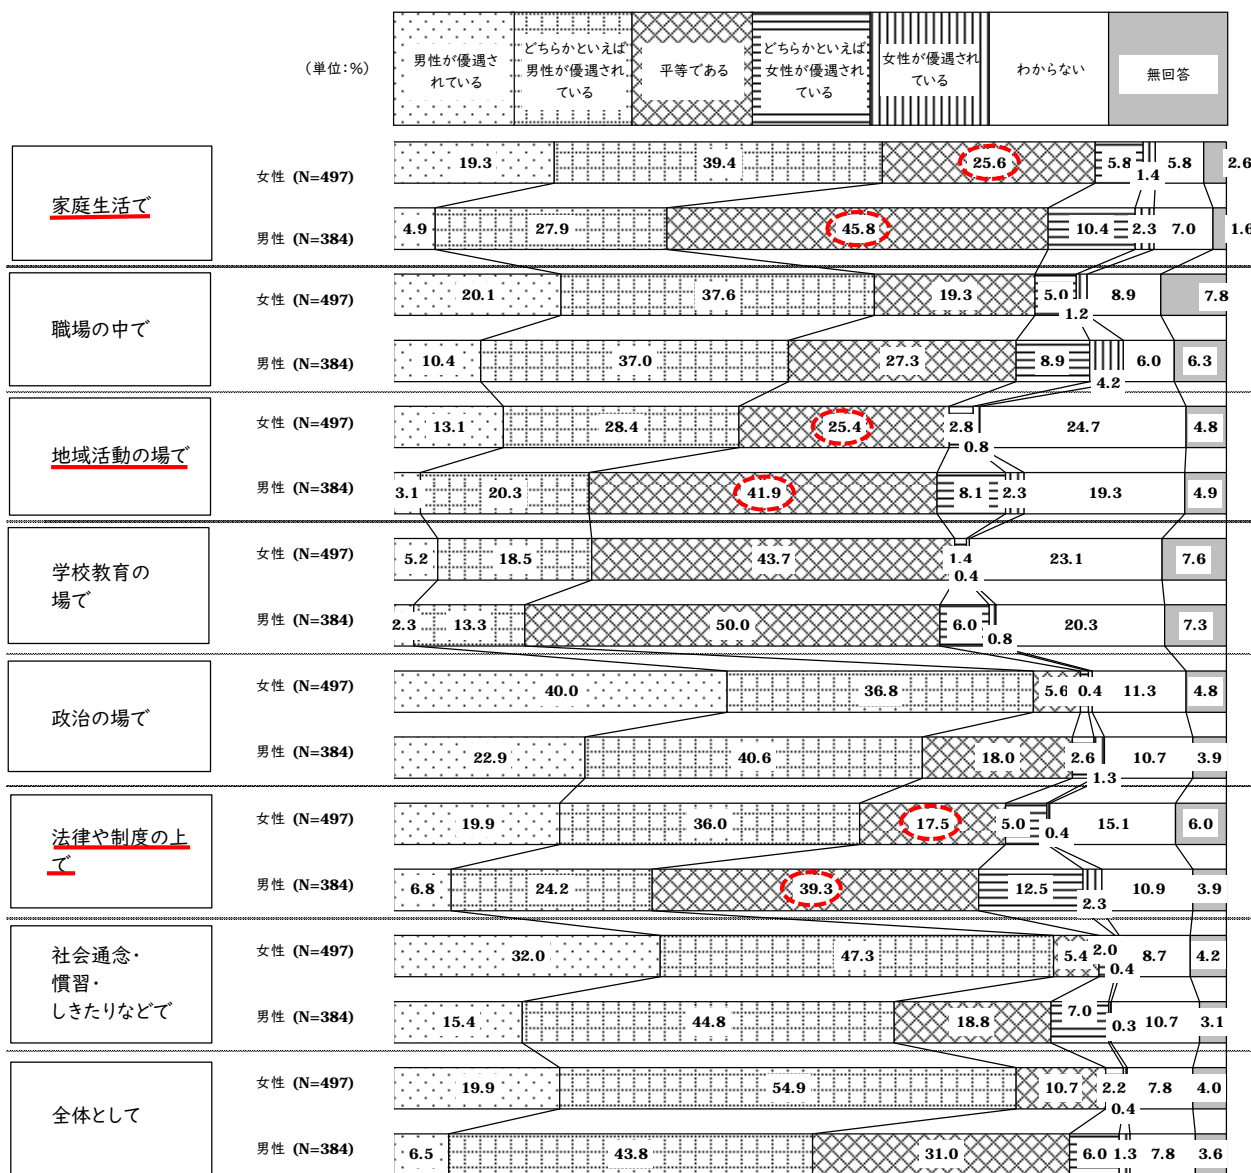 (単位:%)
男性が優遇さ
れている
どちらかといえば
男性が優遇され
ている
平等である
どちらかといえば
女性が優遇され
ている
女性が優遇され
ている
わからない
無回答
家庭生活で
女性 (N=497)
19.3 39.4 25.6 5.8 1.4 5.8 2.6
男性 (N=384)
4.9 27.9 45.8 10.4 2.3 7.0 1.6
職場の中で
女性 (N=497)
20.1 37.6 19.3 5.0 1.2 8.9 7.8
男性 (N=384)
10.4 37.0 27.3 8.9 4.2 6.0 6.3
地域活動の場で
女性 (N=497)
13.1 28.4 25.4 2.8 0.8 24.7 4.8
男性 (N=384)
3.1 20.3 41.9 8.1 2.3 19.3 4.9
学校教育の
場で
女性 (N=497)
5.2 18.5 43.7 1.4 0.4 23.1 7.6
男性 (N=384)
2.3 13.3 50.0 6.0 0.8 20.3 7.3
政治の場で
女性 (N=497)
40.0 36.8 5.6 0.4 11.3 4.8
男性 (N=384)
22.9 40.6 18.0 2.6 1.3 10.7 3.9
法律や制度の上
で
女性 (N=497)
19.9 36.0 17.5 5.0 0.4 15.1 6.0
男性 (N=384)
6.8 24.2 39.3 12.5 2.3 10.9 3.9
社会通念・
慣習・
しきたりなどで
女性 (N=497)
32.0 47.3 5.4 2.0 0.4 8.7 4.2
男性 (N=384)
15.4 44.8 18.8 7.0 0.3 10.7 3.1
全体として
女性 (N=497)
19.9 54.9 10.7 2.2 0.4 7.8 4.0
男性 (N=384)
6.5 43.8 31.0 6.0 1.3 7.8 3.6